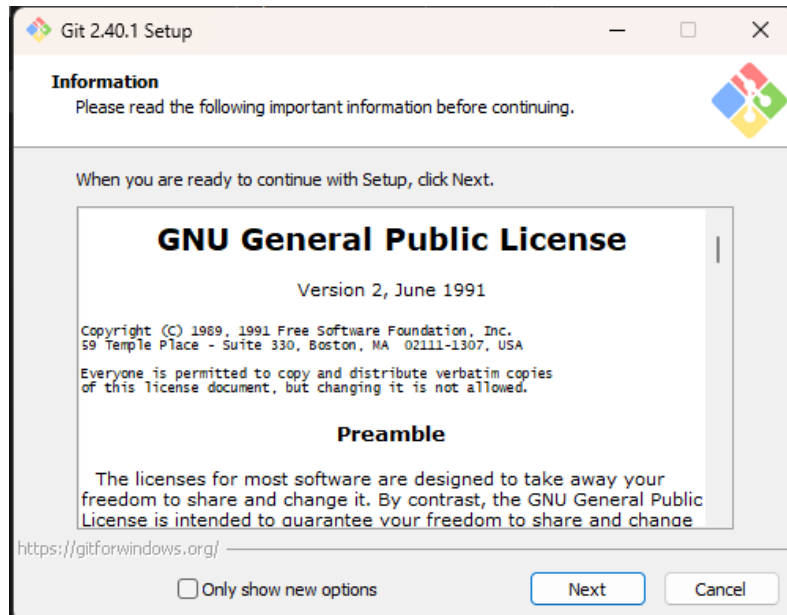 Git 2.40.1 Setup
Information
Please read the following important information before continuing.
When you are ready to continue with Setup, click Next.
GNU General Public License
Version 2, June 1991
Copyright (C) 1989, 1991 Free Software Foundation, Inc.
59 Temple Place - Suite 330, Boston, MA  02111-1307, USA
Everyone is permitted to copy and distribute verbatim copies
of this license document, but changing it is not allowed.
Preamble
The licenses for most software are designed to take away your
freedom to share and change it. By contrast, the GNU General Public
License is intended to guarantee your freedom to share and change
https://gitforwindows.org/
Only show new options
Next
Cancel